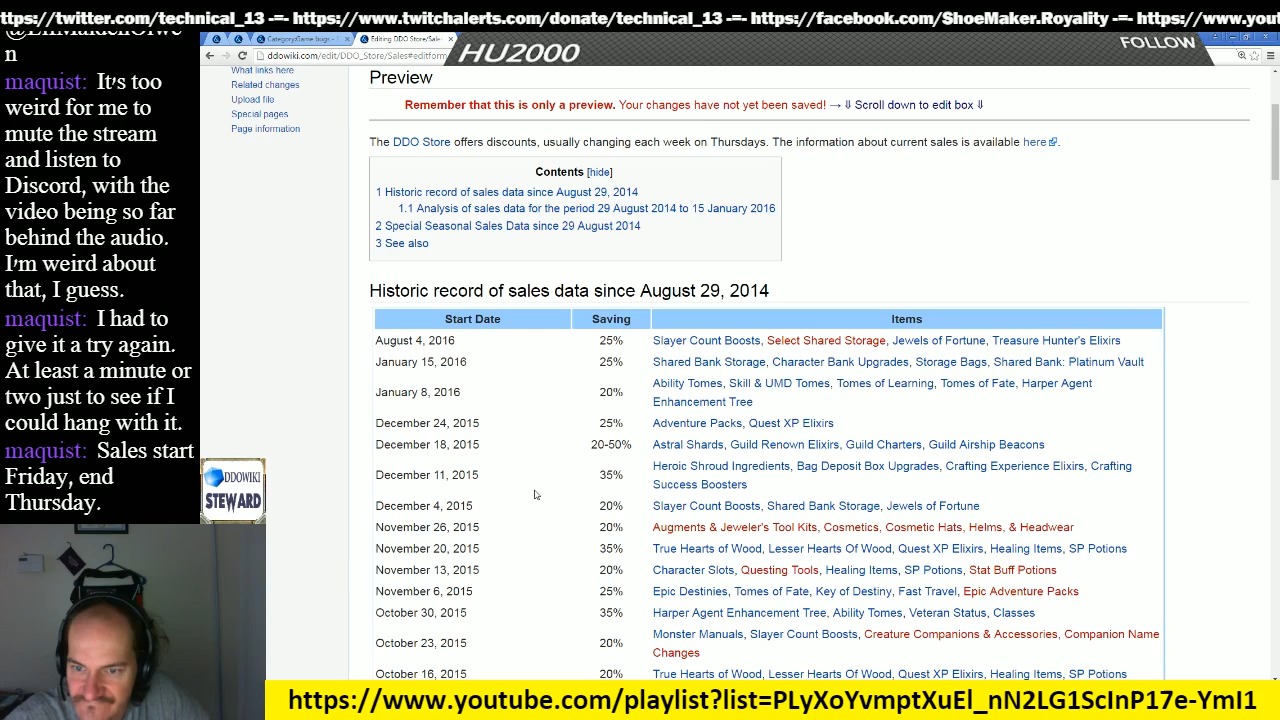 https://twitter.com/technical_13 -=- https://www.twitchalerts.com/donate/technical_13 -=- https://facebook.com/ShoeMaker.Royality -=- https://www.yout
n
maquist: It's too
weird for me to
mute the stream
and listen to
Discord, with the
video being so far
behind the audio.
I'm weird about
that, I guess.
maquist: I had to
give it a try again.
At least a minute or
two just to see if I
could hang with it.
maquist: Sales start
Friday, end
Thursday.
DDOWIKI
STEWARD
Category:Game bugs -
Editing DDO Store/Sale
HU2000
FOLLOW
ddowiki.com/edit/DDO_Store/Sales#editform
What links here
Related changes
Upload file
Special pages
Page information
Preview
Remember that this is only a preview. Your changes have not yet been saved! → ⇓ Scroll down to edit box ⇓
The DDO Store offers discounts, usually changing each week on Thursdays. The information about current sales is available here.
Contents [hide]
1 Historic record of sales data since August 29, 2014
1.1 Analysis of sales data for the period 29 August 2014 to 15 January 2016
2 Special Seasonal Sales Data since 29 August 2014
3 See also
Historic record of sales data since August 29, 2014
Start Date Saving Items
August 4, 2016 25% Slayer Count Boosts, Select Shared Storage, Jewels of Fortune, Treasure Hunter's Elixirs
January 15, 2016 25% Shared Bank Storage, Character Bank Upgrades, Storage Bags, Shared Bank: Platinum Vault
January 8, 2016 20% Ability Tomes, Skill & UMD Tomes, Tomes of Learning, Tomes of Fate, Harper Agent
Enhancement Tree
December 24, 2015 25% Adventure Packs, Quest XP Elixirs
December 18, 2015 20-50% Astral Shards, Guild Renown Elixirs, Guild Charters, Guild Airship Beacons
December 11, 2015 35% Heroic Shroud Ingredients, Bag Deposit Box Upgrades, Crafting Experience Elixirs, Crafting
Success Boosters
December 4, 2015 20% Slayer Count Boosts, Shared Bank Storage, Jewels of Fortune
November 26, 2015 20% Augments & Jeweler's Tool Kits, Cosmetics, Cosmetic Hats, Helms, & Headwear
November 20, 2015 35% True Hearts of Wood, Lesser Hearts Of Wood, Quest XP Elixirs, Healing Items, SP Potions
November 13, 2015 20% Character Slots, Questing Tools, Healing Items, SP Potions, Stat Buff Potions
November 6, 2015 25% Epic Destinies, Tomes of Fate, Key of Destiny, Fast Travel, Epic Adventure Packs
October 30, 2015 35% Harper Agent Enhancement Tree, Ability Tomes, Veteran Status, Classes
October 23, 2015 20% Monster Manuals, Slayer Count Boosts, Creature Companions & Accessories, Companion Name
Changes
October 16, 2015 20% True Hearts of Wood, Lesser Hearts Of Wood, Quest XP Elixirs, Healing Items, SP Potions
https://www.youtube.com/playlist?list=PLyXoYvmptXuEl_nN2LG1ScInP17e-YmI1